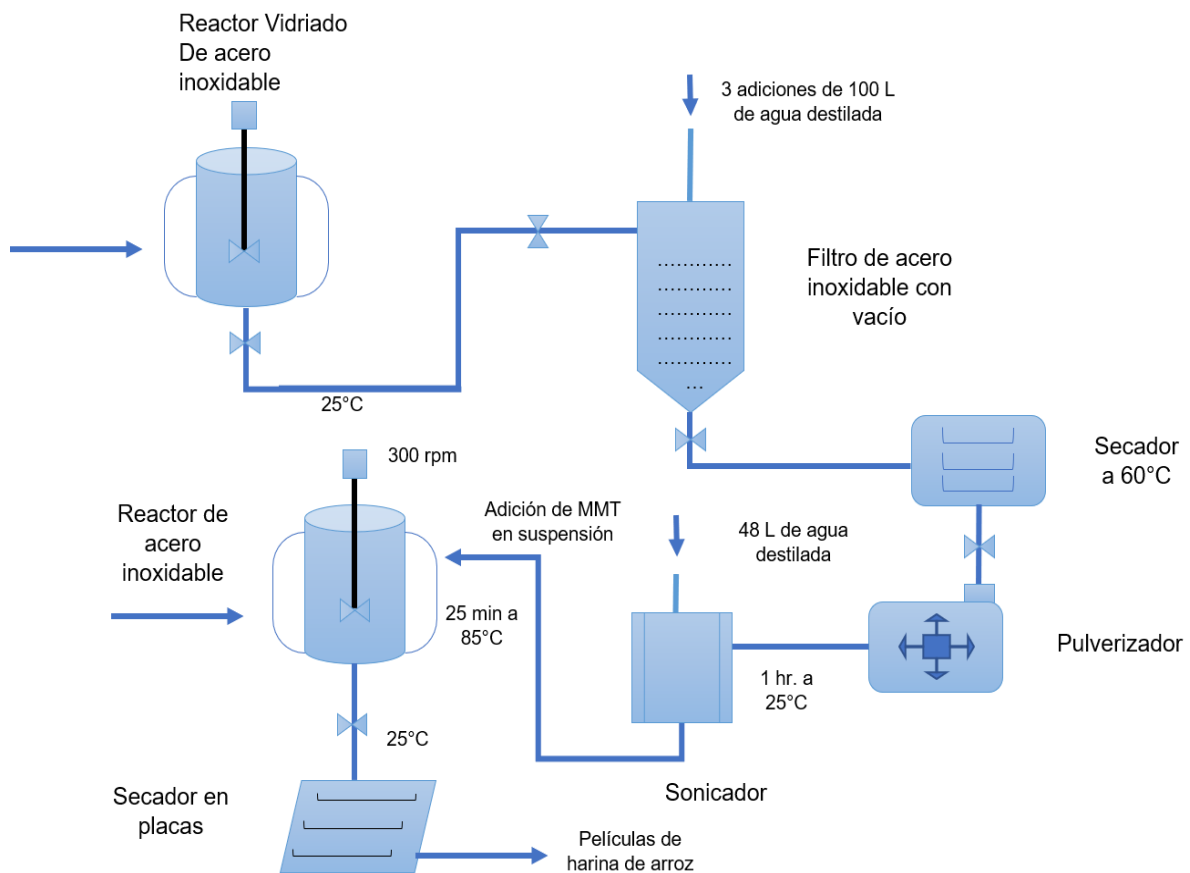 Reactor Vidriado
De acero
inoxidable
3 adiciones de 100 L
de agua destilada
Filtro de acero
inoxidable con
vacío
25°C
Secador
a 60°C
300 rpm
Reactor de
acero
inoxidable
Adición de MMT
en suspensión
48 L de agua
destilada
25 min a
85°C
Pulverizador
1 hr. a
25°C
25°C
Sonicador
Secador en
placas
Películas de
harina de arroz